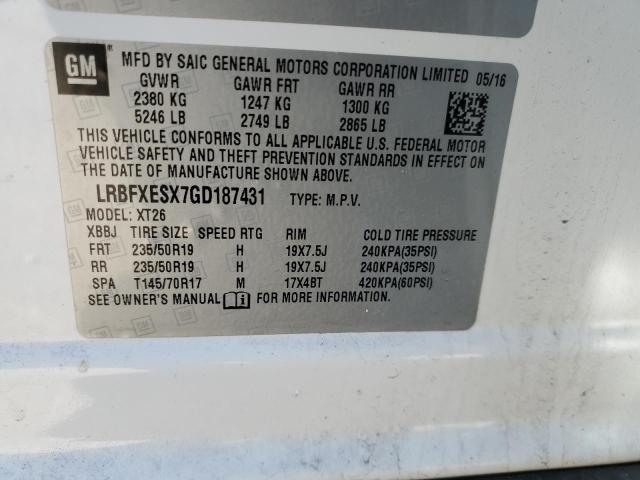 GM
MFD BY SAIC GENERAL MOTORS CORPORATION LIMITED 05/16
GVWR GAWR FRT GAWR RR
2380 KG 1247 KG 1300 KG
5246 LB 2749 LB 2865 LB
THIS VEHICLE CONFORMS TO ALL APPLICABLE U.S. FEDERAL MOTOR
VEHICLE SAFETY AND THEFT PREVENTION STANDARDS IN EFFECT ON
THE DATE OF MANUFACTURE SHOWN ABOVE.
LRBFXESX7GD187431 TYPE: M.P.V.
MODEL: XT26
XBBJ TIRE SIZE SPEED RTG RIM COLD TIRE PRESSURE
FRT 235/50R19 H 19X7.5J 240KPA(35PSI)
RR 235/50R19 H 19X7.5J 240KPA(35PSI)
SPA T145/70R17 M 17X4BT 420KPA(60PSI)
SEE OWNER'S MANUAL i FOR MORE INFORMATION.